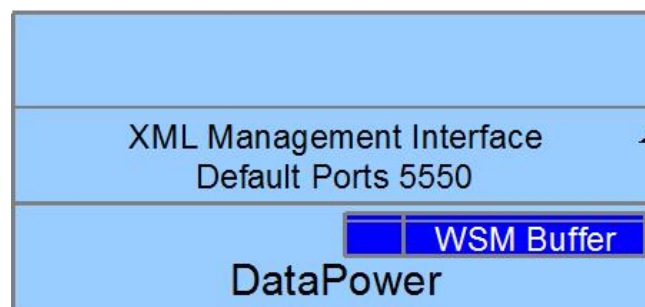 XML Management Interface
Default Ports 5550
WSM Buffer
DataPower